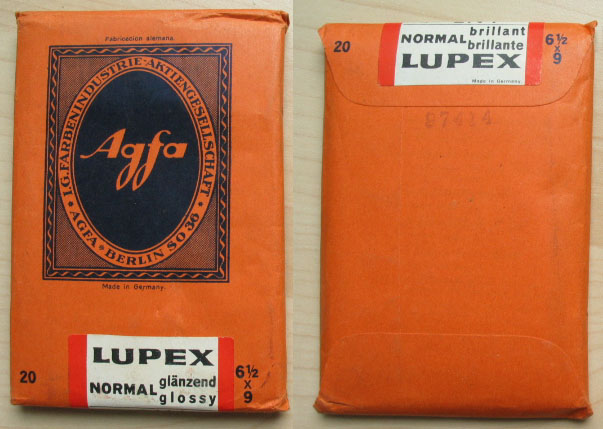 Fabricación alemana.
I.G. FARBENINDUSTRIE-AKTIENGESELLSCHAFT
Agfa
* AGFA * BERLIN SO 36 *
Made in Germany.
LUPEX
20
NORMAL glänzend
glossy
6½
x
9
20
NORMAL brillant
brillante
LUPEX
Made in Germany.
6½
x
9
87414